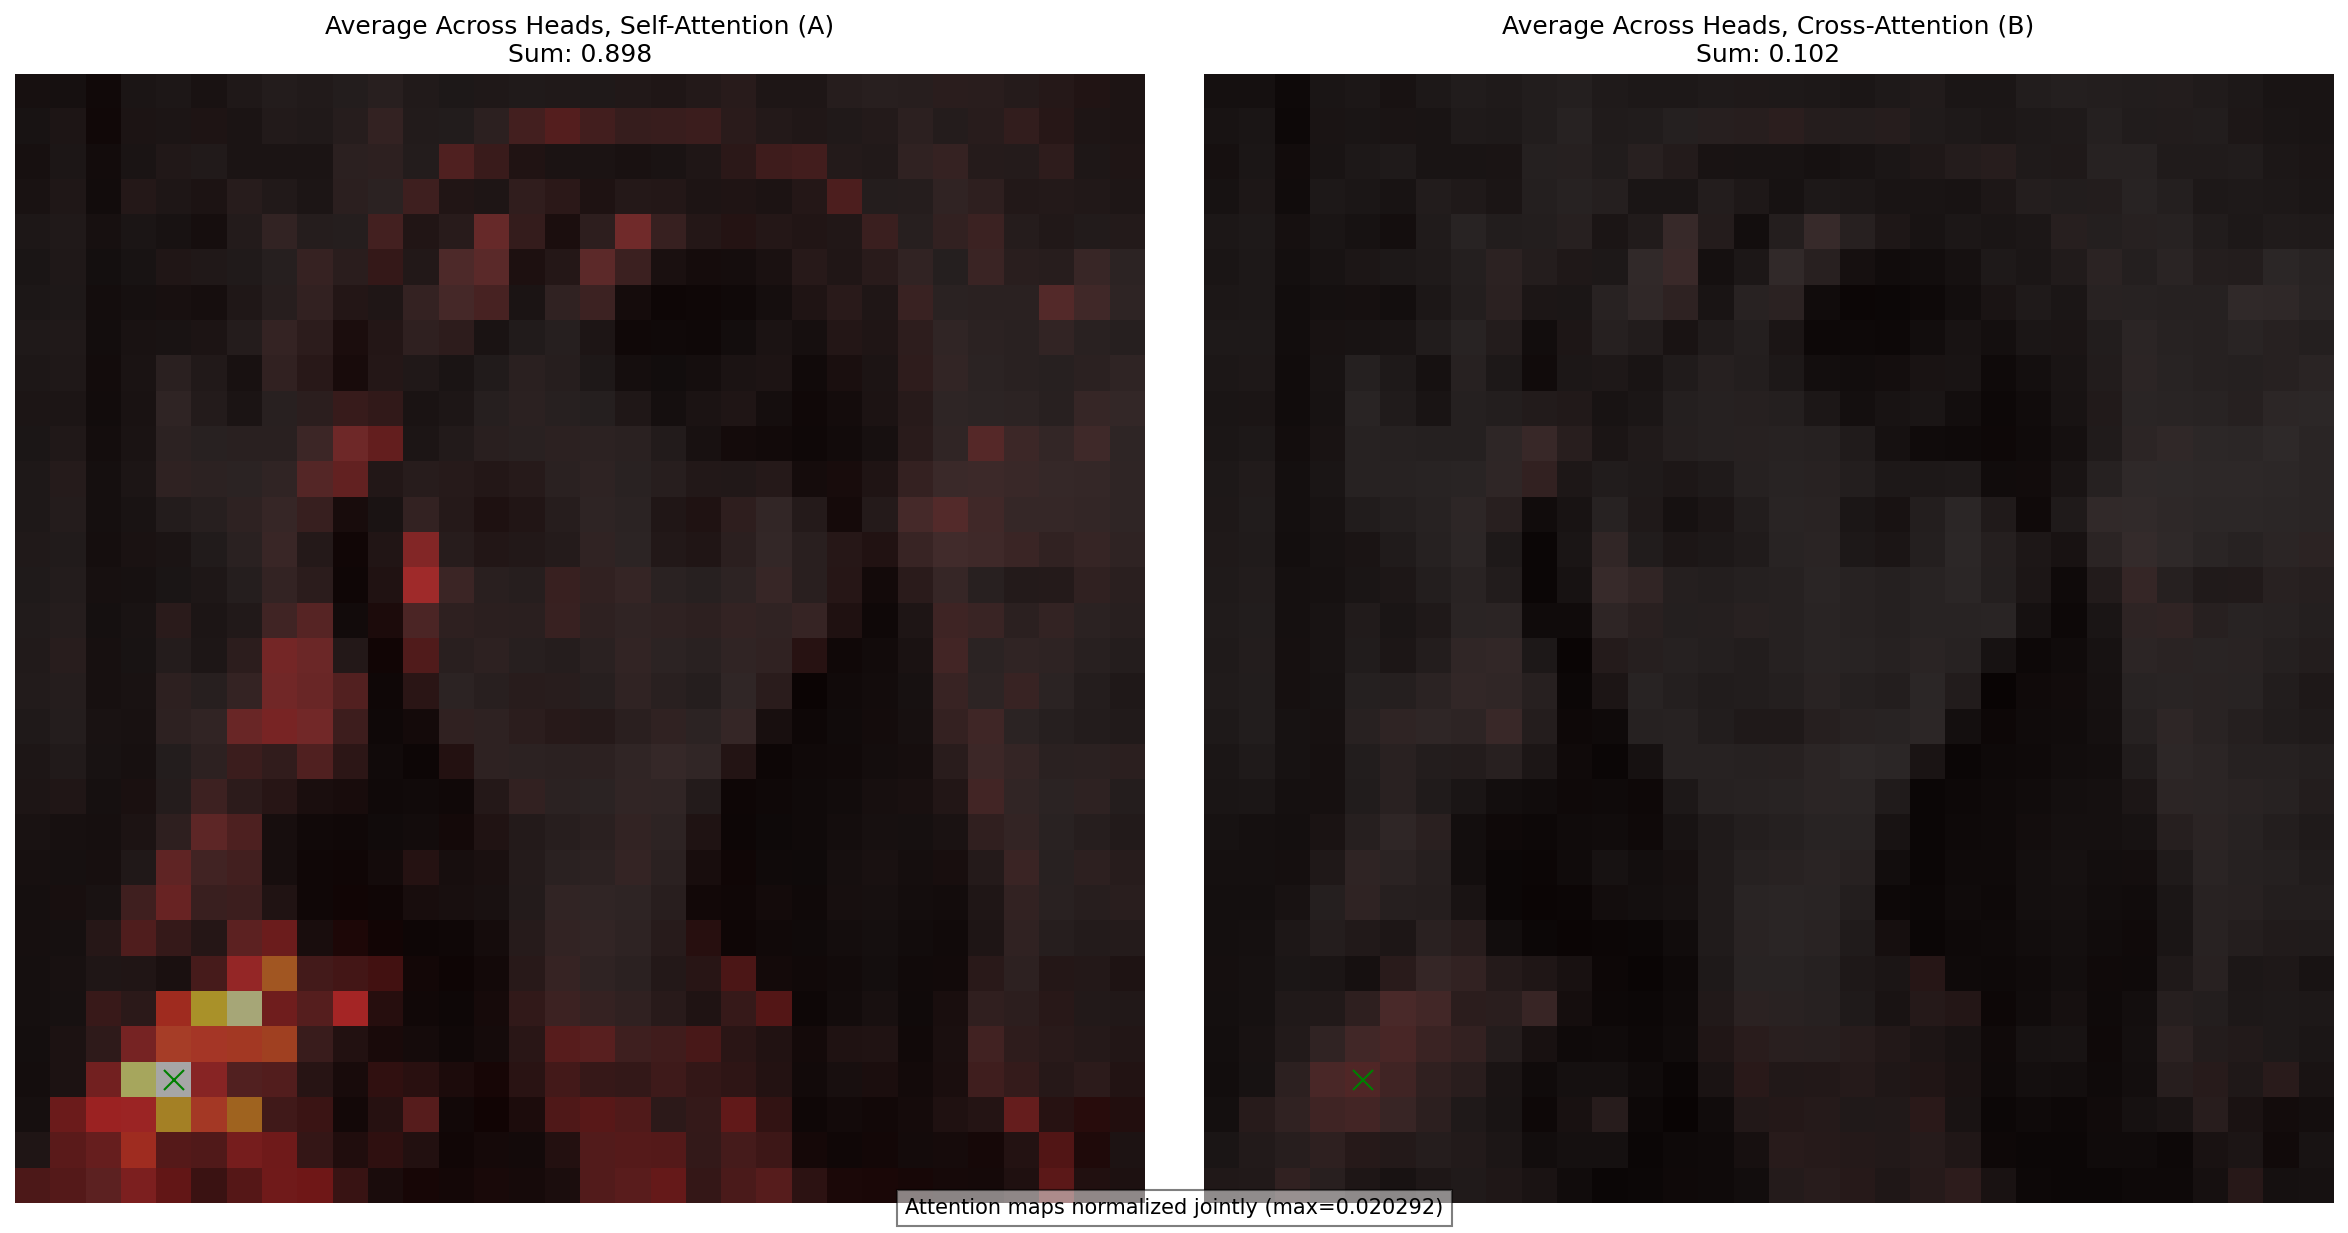 Average Across Heads, Self-Attention (A)
Sum: 0.898
Average Across Heads, Cross-Attention (B)
Sum: 0.102
Attention maps normalized jointly (max=0.020292)